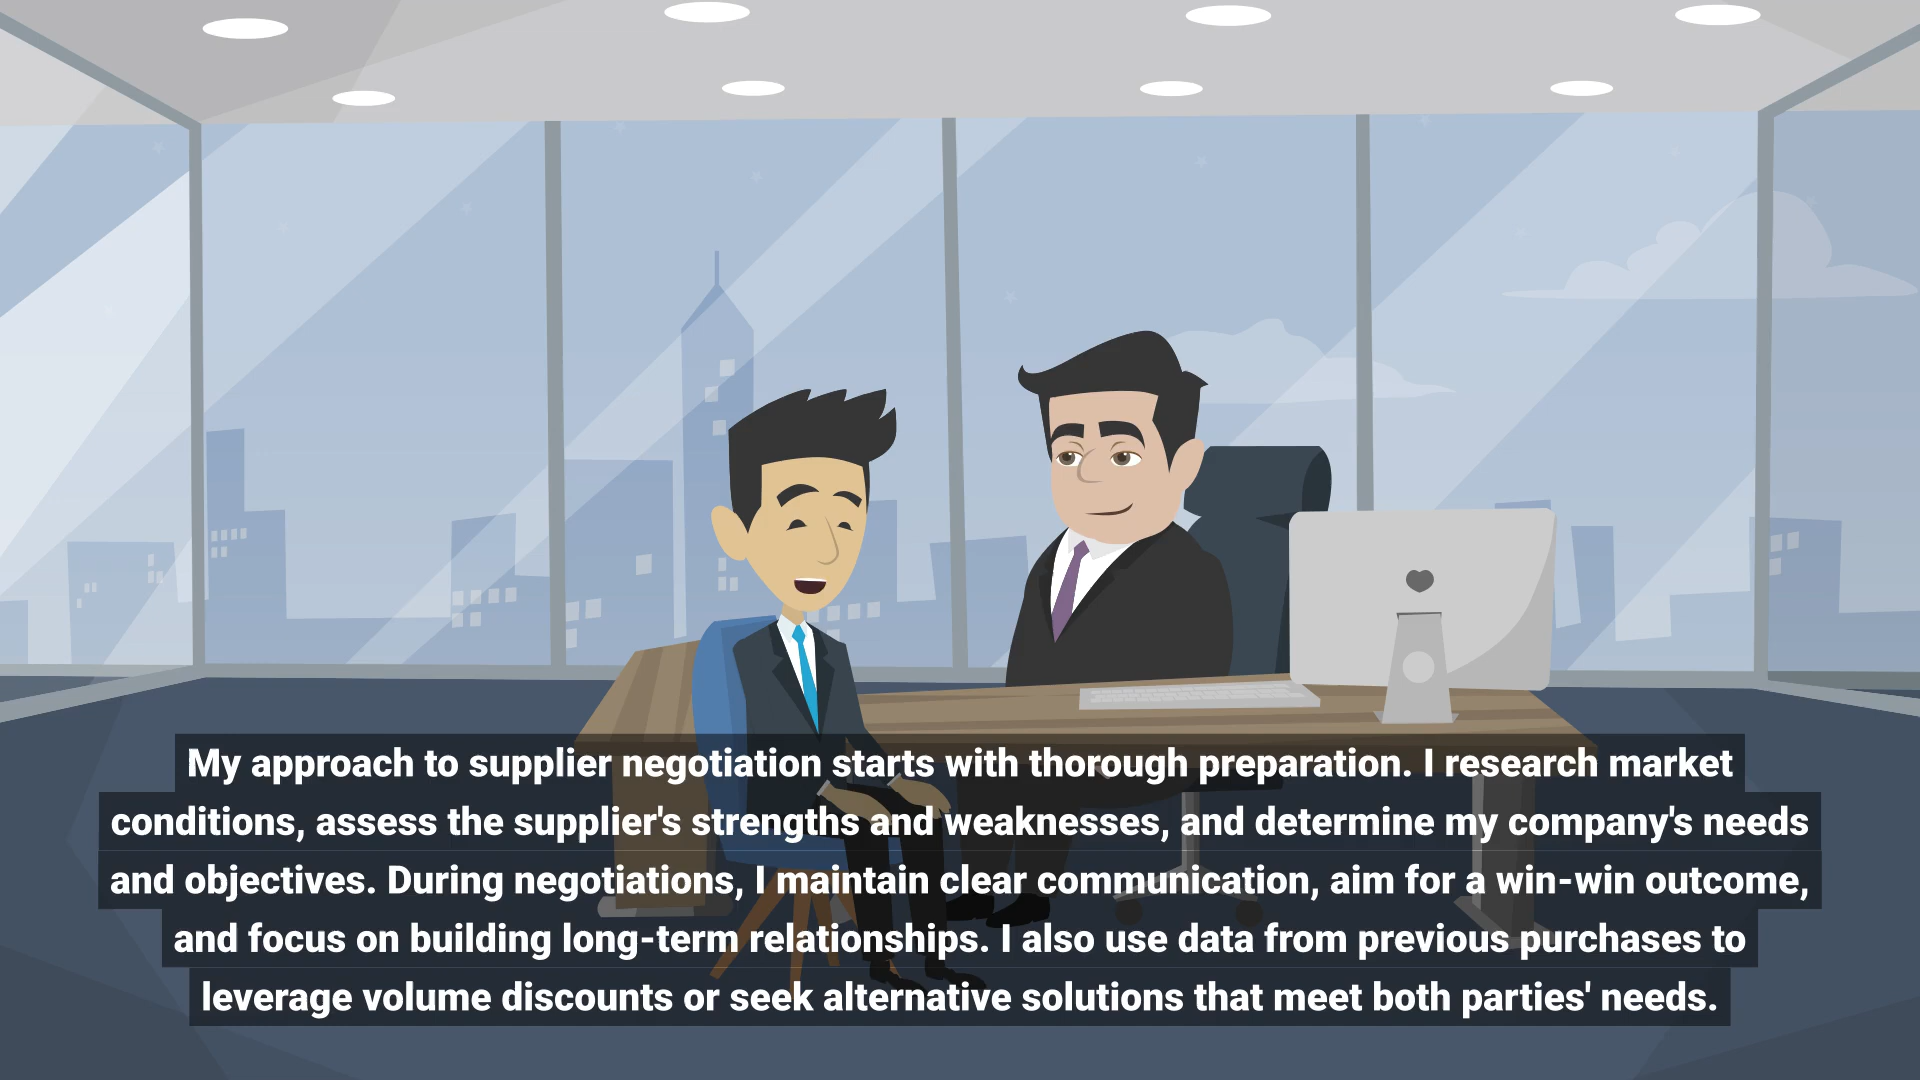 My approach to supplier negotiation starts with thorough preparation. I research market
conditions, assess the supplier's strengths and weaknesses, and determine my company's needs
and objectives. During negotiations, I maintain clear communication, aim for a win-win outcome,
and focus on building long-term relationships. I also use data from previous purchases to
leverage volume discounts or seek alternative solutions that meet both parties' needs.